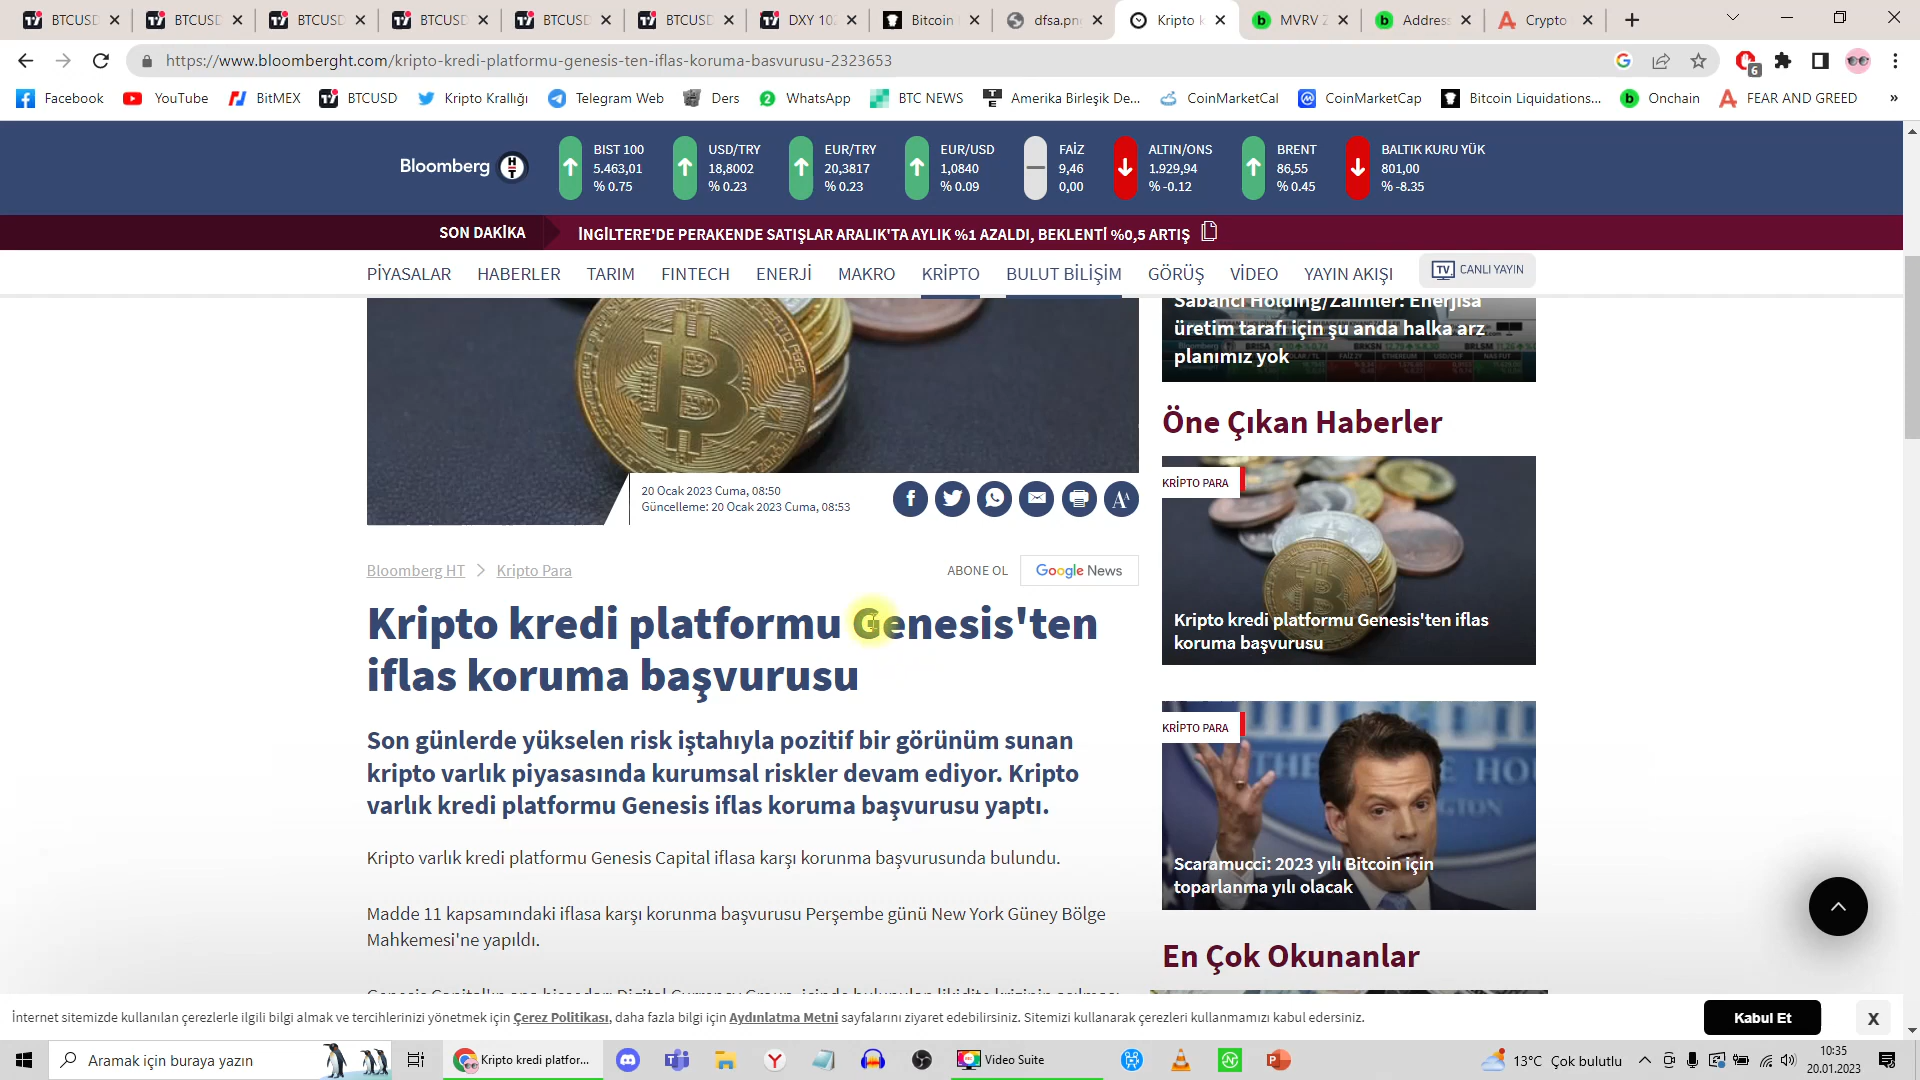 BTCUSD
BTCUSD
BTCUSD
BTCUSD
BTCUSD
BTCUSD
DXY 102
Bitcoin
dfsa.pn
Kripto k
MVRV Z
Address
Crypto
https://www.bloomberght.com/kripto-kredi-platformu-genesis-ten-iflas-koruma-basvurusu-2323653
6
Facebook
YouTube
BitMEX
BTCUSD
Kripto Krallığı
Telegram Web
Ders
WhatsApp
BTC NEWS
Amerika Birleşik De...
CoinMarketCal
CoinMarketCap
Bitcoin Liquidations...
Onchain
FEAR AND GREED
»
Bloomberg HT
BIST 100
5.463,01
% 0.75
USD/TRY
18,8002
% 0.23
EUR/TRY
20,3817
% 0.23
EUR/USD
1,0840
% 0.09
FAİZ
9,46
0,00
ALTIN/ONS
1.929,94
% -0.12
BRENT
86,55
% 0.45
BALTIK KURU YÜK
801,00
% -8.35
SON DAKİKA
İNGİLTERE'DE PERAKENDE SATIŞLAR ARALIK'TA AYLIK %1 AZALDI, BEKLENTİ %0,5 ARTIŞ
PİYASALAR
HABERLER
TARIM
FINTECH
ENERJİ
MAKRO
KRİPTO
BULUT BİLİŞİM
GÖRÜŞ
VİDEO
YAYIN AKIŞI
TV CANLI YAYIN
Sabancı Holding/Zaimler: Enerjisa
üretim tarafı için şu anda halka arz
planımız yok
20 Ocak 2023 Cuma, 08:50
Güncelleme: 20 Ocak 2023 Cuma, 08:53
Bloomberg HT
Kripto Para
ABONE OL
Google News
Kripto kredi platformu Genesis'ten
iflas koruma başvurusu
Son günlerde yükselen risk iştahıyla pozitif bir görünüm sunan
kripto varlık piyasasında kurumsal riskler devam ediyor. Kripto
varlık kredi platformu Genesis iflas koruma başvurusu yaptı.
Kripto varlık kredi platformu Genesis Capital iflasa karşı korunma başvurusunda bulundu.
Madde 11 kapsamındaki iflasa karşı korunma başvurusu Perşembe günü New York Güney Bölge
Mahkemesi'ne yapıldı.
Öne Çıkan Haberler
KRİPTO PARA
Kripto kredi platformu Genesis'ten iflas
koruma başvurusu
KRİPTO PARA
Scaramucci: 2023 yılı Bitcoin için
toparlanma yılı olacak
En Çok Okunanlar
İnternet sitemizde kullanılan çerezlerle ilgili bilgi almak ve tercihlerinizi yönetmek için Çerez Politikası, daha fazla bilgi için Aydınlatma Metni sayfalarını ziyaret edebilirsiniz. Sitemizi kullanarak çerezleri kullanmamızı kabul edersiniz.
Kabul Et
X
Aramak için buraya yazın
Kripto kredi platfor...
Video Suite
13°C Çok bulutlu
10:35
20.01.2023